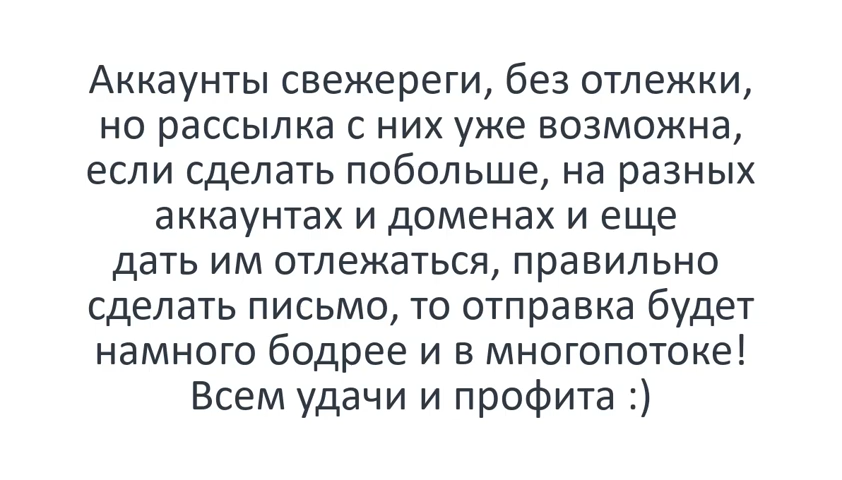 Аккаунты свежереги, без отлежки,
но рассылка с них уже возможна,
если сделать побольше, на разных
аккаунтах и доменах и еще
дать им отлежаться, правильно
сделать письмо, то отправка будет
намного бодрее и в многопотоке!
Всем удачи и профита :)